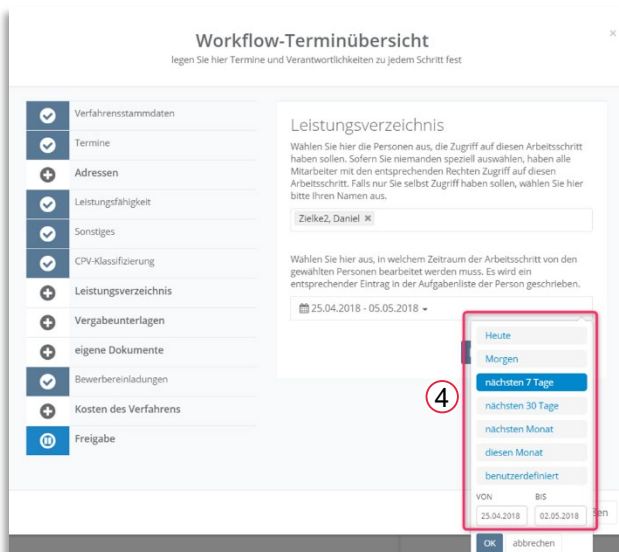 Workflow-Terminübersicht
×
legen Sie hier Termine und Verantwortlichkeiten zu jedem Schritt fest
Verfahrensstammdaten
Termine
Adressen
Leistungsfähigkeit
Sonstiges
CPV-Klassifizierung
Leistungsverzeichnis
Vergabeunterlagen
eigene Dokumente
Bewerbereinladungen
Kosten des Verfahrens
Freigabe
Leistungsverzeichnis
Wählen Sie hier die Personen aus, die Zugriff auf diesen Arbeitsschritt
haben sollen. Sofern Sie niemanden speziell auswählen, haben alle
Mitarbeiter mit den entsprechenden Rechten Zugriff auf diesen
Arbeitsschritt. Falls nur Sie selbst Zugriff haben sollen, wählen Sie hier
bitte Ihren Namen aus.
Zielke2, Daniel ×
Wählen Sie hier aus, in welchem Zeitraum der Arbeitsschritt von den
gewählten Personen bearbeitet werden muss. Es wird ein
entsprechender Eintrag in der Aufgabenliste der Person geschrieben.
25.04.2018 - 05.05.2018
4
Heute
Morgen
nächsten 7 Tage
nächsten 30 Tage
nächsten Monat
diesen Monat
benutzerdefiniert
VON BIS
25.04.2018 02.05.2018
OK abbrechen